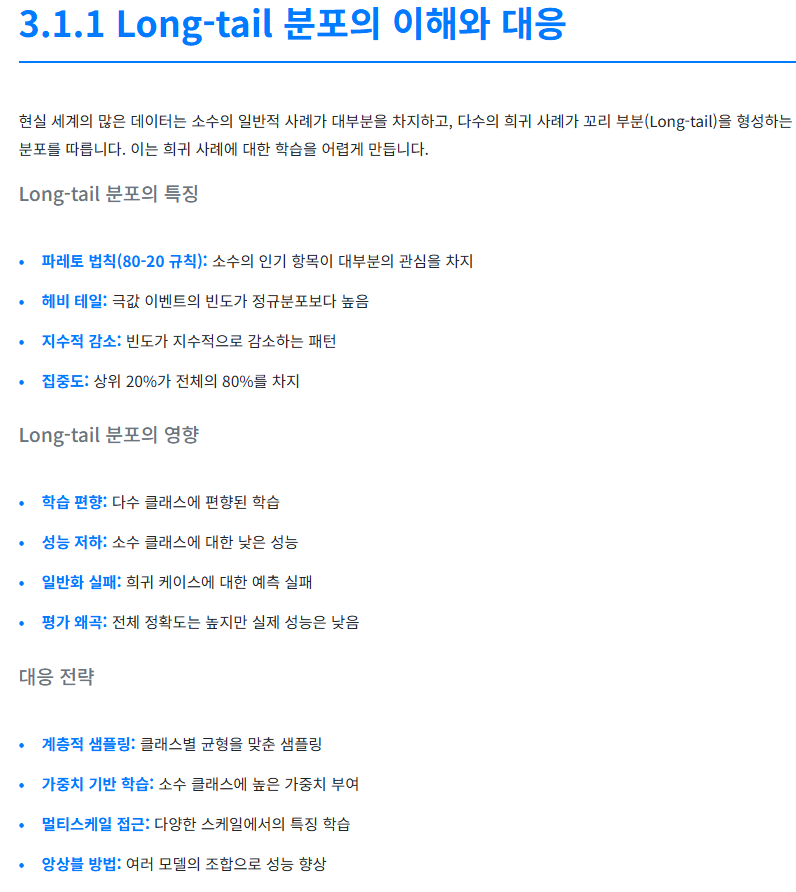 3.1.1 Long-tail 분포의 이해와 대응
현실 세계의 많은 데이터는 소수의 일반적 사례가 대부분을 차지하고, 다수의 희귀 사례가 꼬리 부분(Long-tail)을 형성하는
분포를 따릅니다. 이는 희귀 사례에 대한 학습을 어렵게 만듭니다.
Long-tail 분포의 특징
• 파레토 법칙(80-20 규칙): 소수의 인기 항목이 대부분의 관심을 차지
• 헤비 테일: 극값 이벤트의 빈도가 정규분포보다 높음
• 지수적 감소: 빈도가 지수적으로 감소하는 패턴
• 집중도: 상위 20%가 전체의 80%를 차지
Long-tail 분포의 영향
• 학습 편향: 다수 클래스에 편향된 학습
• 성능 저하: 소수 클래스에 대한 낮은 성능
• 일반화 실패: 희귀 케이스에 대한 예측 실패
• 평가 왜곡: 전체 정확도는 높지만 실제 성능은 낮음
대응 전략
• 계층적 샘플링: 클래스별 균형을 맞춘 샘플링
• 가중치 기반 학습: 소수 클래스에 높은 가중치 부여
• 멀티스케일 접근: 다양한 스케일에서의 특징 학습
• 앙상블 방법: 여러 모델의 조합으로 성능 향상